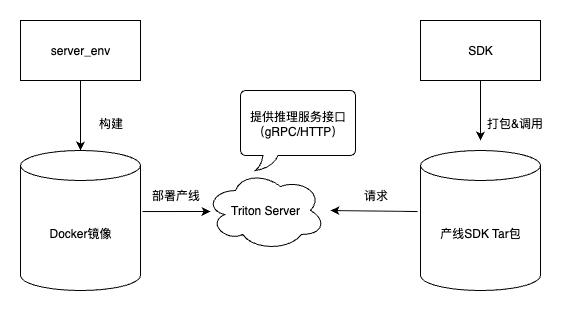 server_env
SDK
构建
提供推理服务接口
（gRPC/HTTP）
打包&调用
部署产线
请求
Docker镜像
Triton Server
产线SDK Tar包